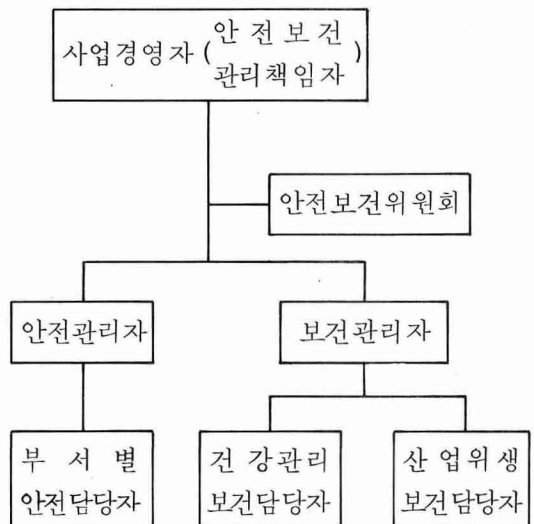 사업경영자 (안전보건
관리책임자)
안전보건위원회
안전관리자
보건관리자
부서별
안전담당자
건강관리
보건담당자
산업위생
보건담당자